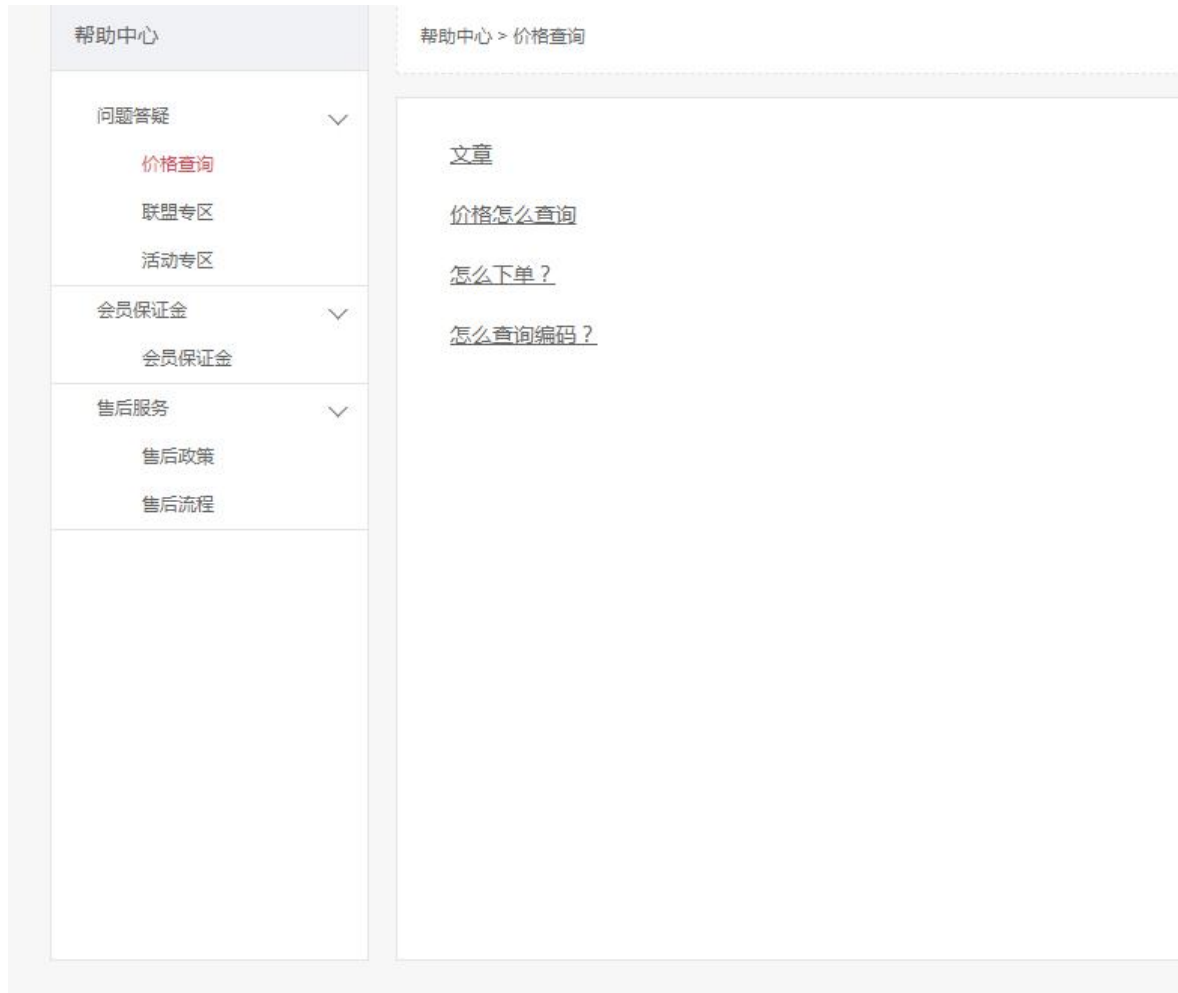 帮助中心
问题答疑
价格查询
联盟专区
活动专区
会员保证金
会员保证金
售后服务
售后政策
售后流程
帮助中心 > 价格查询
文章
价格怎么查询
怎么下单？
怎么查询编码？